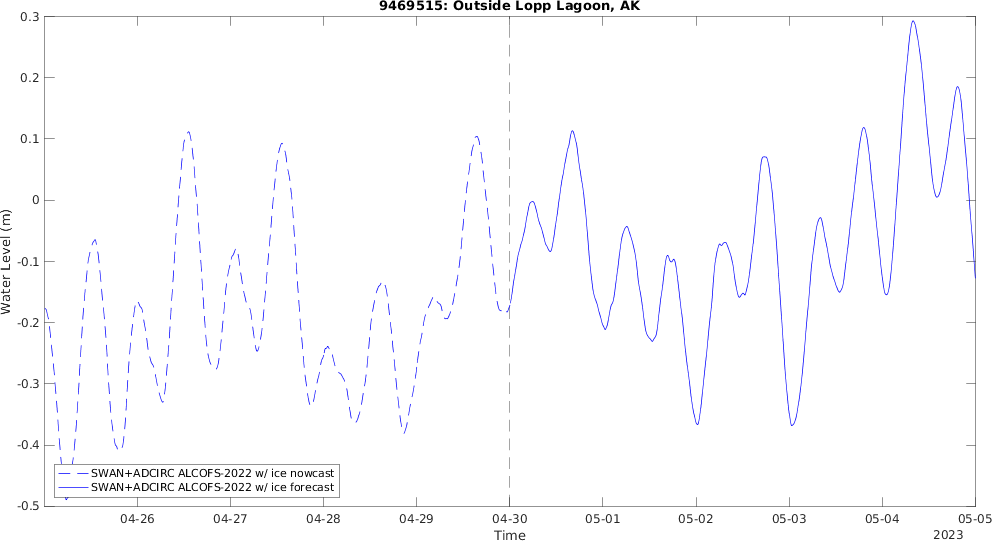 9469515: Outside Lopp Lagoon, AK
0.3
0.2
0.1
0
-0.1
-0.2
-0.3
-0.4
-0.5
Water Level (m)
SWAN+ADCIRC ALCOFS-2022 w/ ice nowcast
SWAN+ADCIRC ALCOFS-2022 w/ ice forecast
04-26 04-27 04-28 04-29 04-30 05-01 05-02 05-03 05-04 05-05
Time
2023